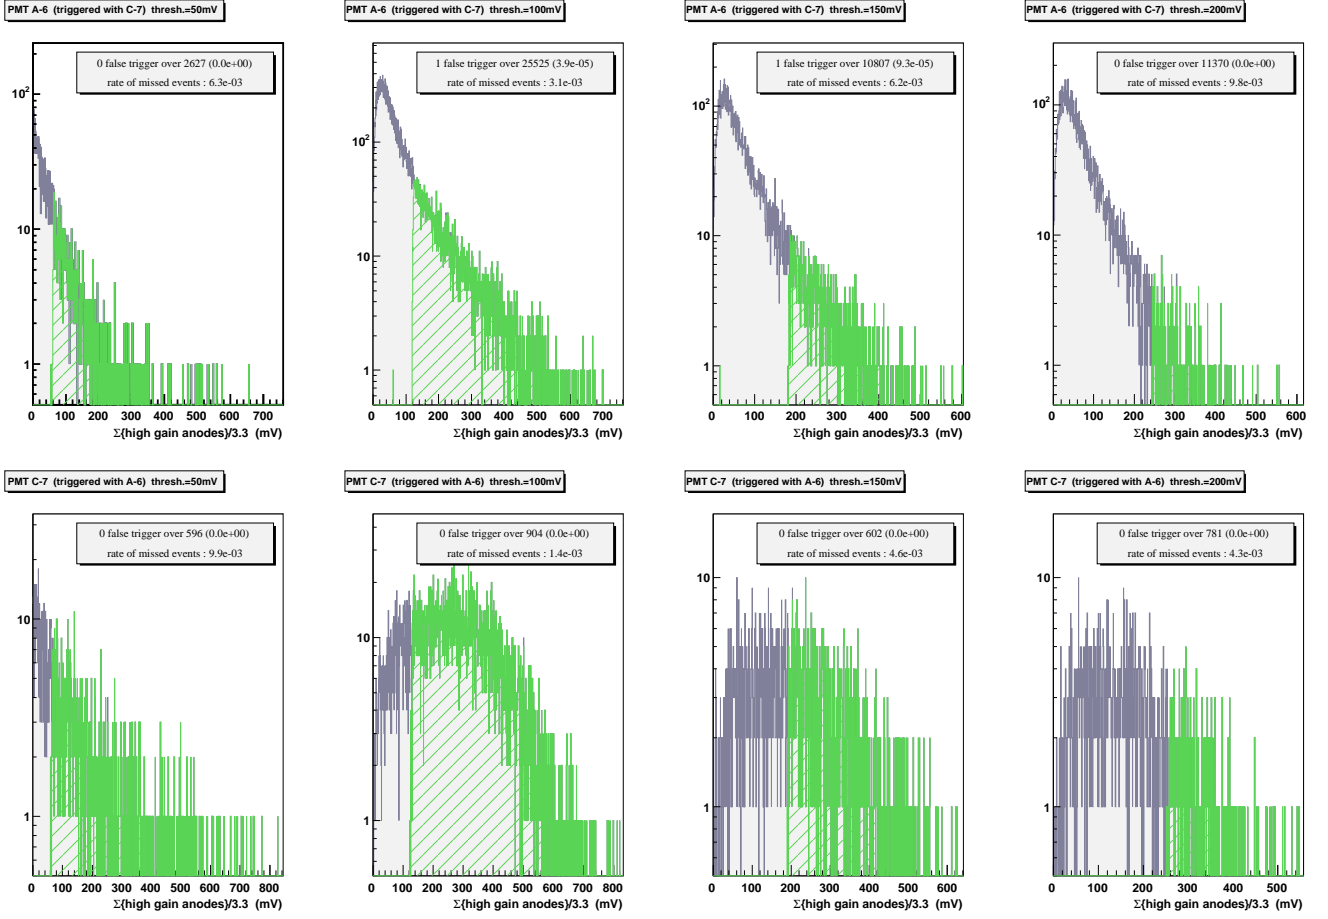 PMT A-6 (triggered with C-7) thresh.=50mV
0 false trigger over 2627 (0.0e+00)
rate of missed events : 6.3e-03
10²
10
1
0 100 200 300 400 500 600 700
Σ{high gain anodes}/3.3 (mV)
PMT A-6 (triggered with C-7) thresh.=100mV
1 false trigger over 25525 (3.9e-05)
rate of missed events : 3.1e-03
10²
10
1
0 100 200 300 400 500 600 700
Σ{high gain anodes}/3.3 (mV)
PMT A-6 (triggered with C-7) thresh.=150mV
1 false trigger over 10807 (9.3e-05)
rate of missed events : 6.2e-03
10²
10
1
0 100 200 300 400 500 600
Σ{high gain anodes}/3.3 (mV)
PMT A-6 (triggered with C-7) thresh.=200mV
0 false trigger over 11370 (0.0e+00)
rate of missed events : 9.8e-03
10²
10
1
0 100 200 300 400 500 600
Σ{high gain anodes}/3.3 (mV)
PMT C-7 (triggered with A-6) thresh.=50mV
0 false trigger over 596 (0.0e+00)
rate of missed events : 9.9e-03
10
1
0 100 200 300 400 500 600 700 800
Σ{high gain anodes}/3.3 (mV)
PMT C-7 (triggered with A-6) thresh.=100mV
0 false trigger over 904 (0.0e+00)
rate of missed events : 1.4e-03
10
1
0 100 200 300 400 500 600 700 800
Σ{high gain anodes}/3.3 (mV)
PMT C-7 (triggered with A-6) thresh.=150mV
0 false trigger over 602 (0.0e+00)
rate of missed events : 4.6e-03
10
1
0 100 200 300 400 500 600
Σ{high gain anodes}/3.3 (mV)
PMT C-7 (triggered with A-6) thresh.=200mV
0 false trigger over 781 (0.0e+00)
rate of missed events : 4.3e-03
10
1
0 100 200 300 400 500
Σ{high gain anodes}/3.3 (mV)